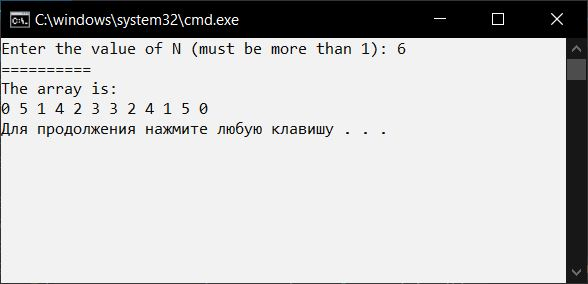 C:\windows\system32\cmd.exe
Enter the value of N (must be more than 1): 6
==========
The array is:
0 5 1 4 2 3 3 2 4 1 5 0
Для продолжения нажмите любую клавишу . . .